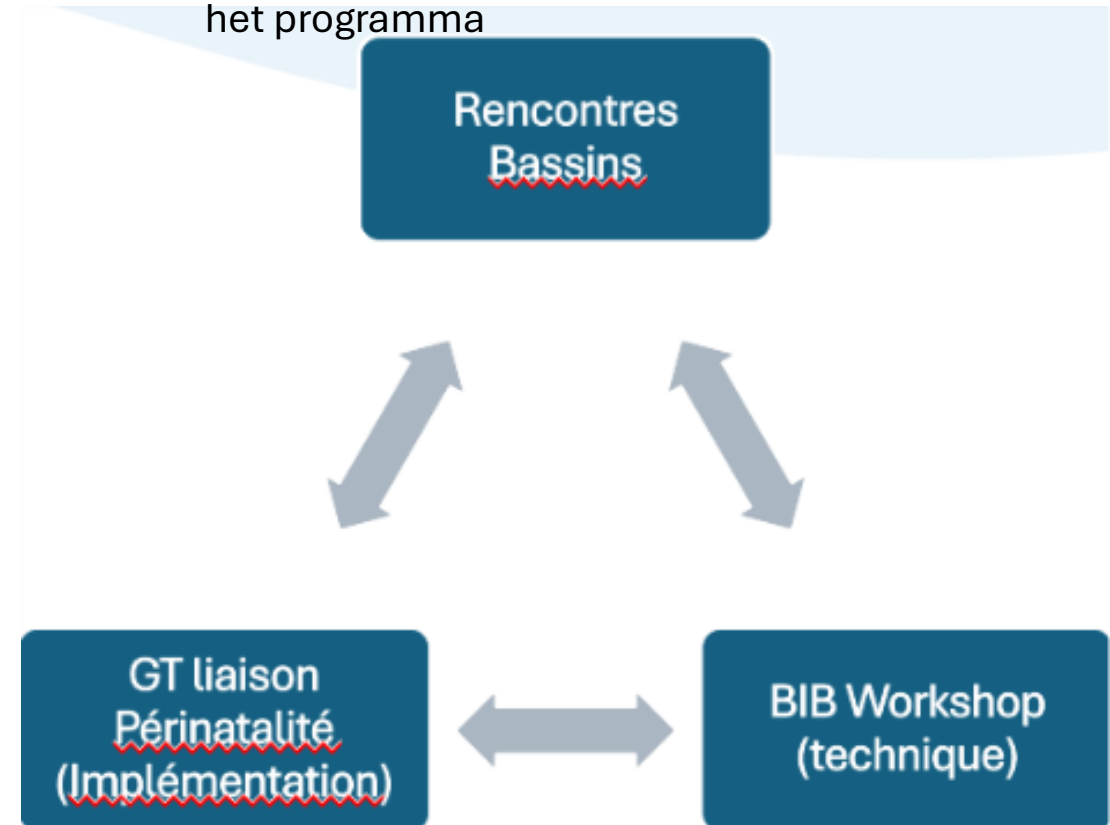 het programma
Rencontres
Bassins
GT liaison
Périnatalité
(Implémentation)
BIB Workshop
(technique)